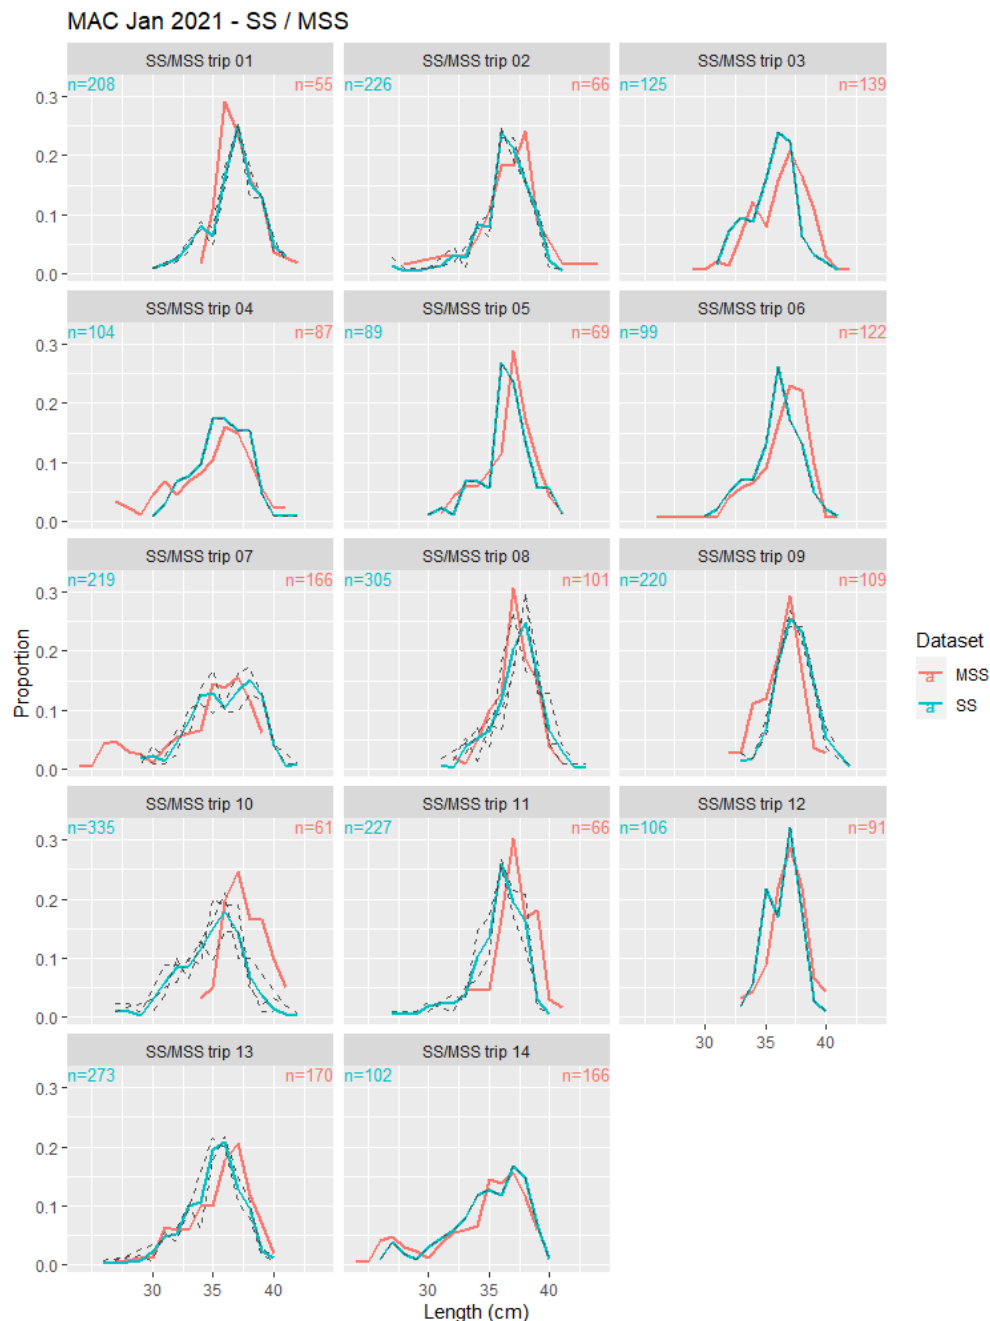 MAC Jan 2021 - SS / MSS
SS/MSS trip 01
SS/MSS trip 02
SS/MSS trip 03
n=208
n=55
n=226
n=66
n=125
n=139
0.3
0.2
0.1
0.0
SS/MSS trip 04
SS/MSS trip 05
SS/MSS trip 06
n=104
n=87
n=89
n=69
n=99
n=122
0.3
0.2
0.1
0.0
SS/MSS trip 07
SS/MSS trip 08
SS/MSS trip 09
n=219
n=166
n=305
n=101
n=220
n=109
0.3
0.2
0.1
0.0
Proportion
Dataset
a MSS
a SS
SS/MSS trip 10
SS/MSS trip 11
SS/MSS trip 12
n=335
n=61
n=227
n=66
n=106
n=91
0.3
0.2
0.1
0.0
30 35 40
SS/MSS trip 13
SS/MSS trip 14
n=273
n=170
n=102
n=166
0.3
0.2
0.1
0.0
30 35 40
30 35 40
Length (cm)